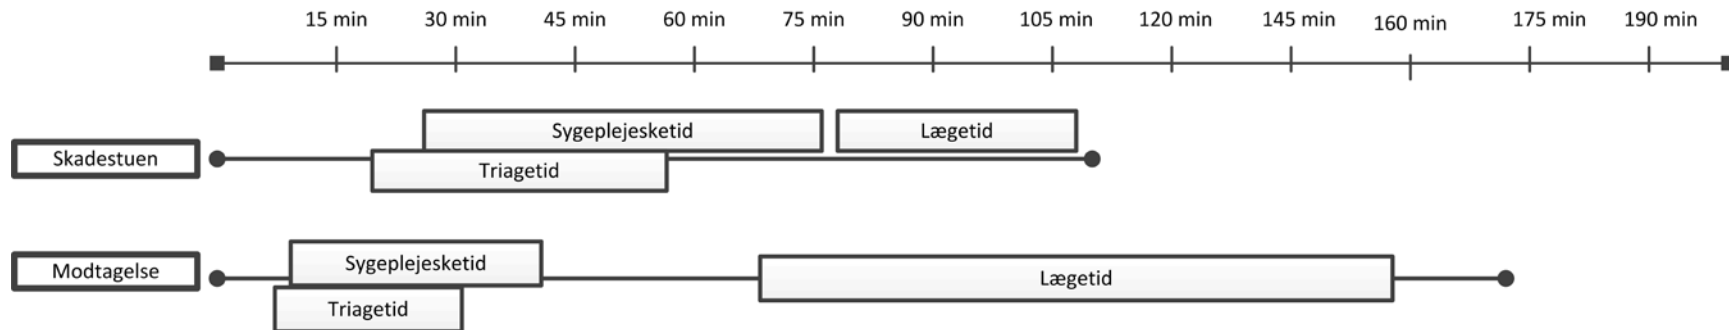 15 min 30 min 45 min 60 min 75 min 90 min 105 min 120 min 145 min 160 min 175 min 190 min
Sygeplejesketid Lægetid
Skadestuen
Triagetid
Sygeplejesketid
Modtagelse Lægetid
Triagetid